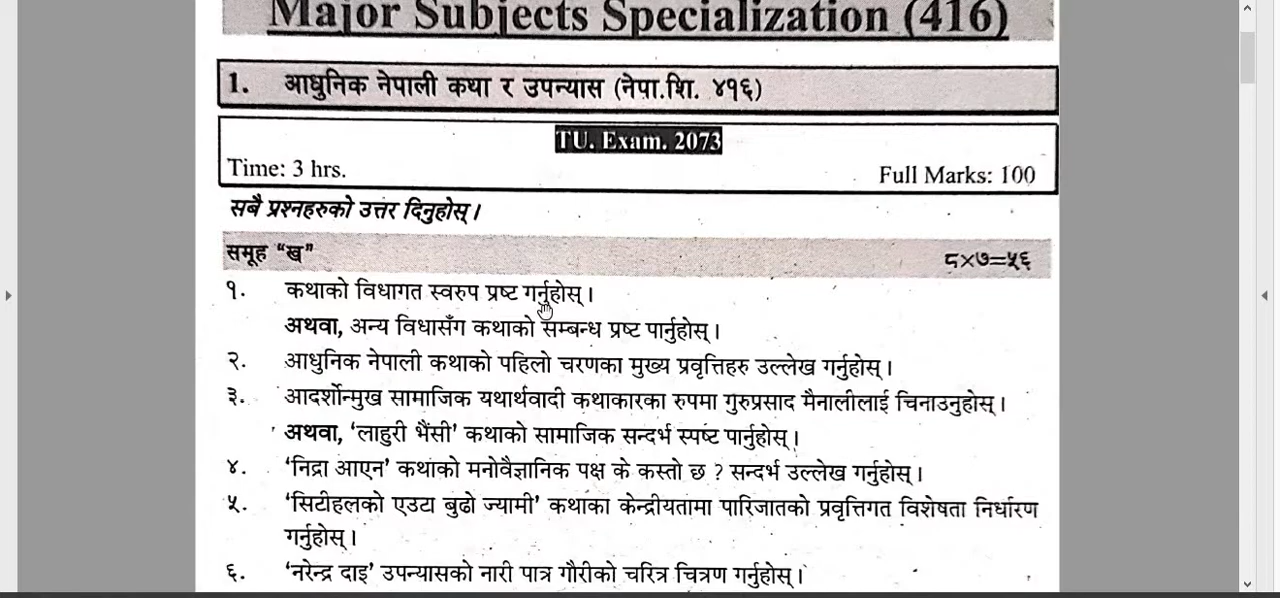 Major Subjects Specialization (416)
1. आधुनिक नेपाली कथा र उपन्यास (नेपा.शि. ४१६)
TU. Exam. 2073
Time: 3 hrs. Full Marks: 100
सबै प्रश्नहरुको उत्तर दिनुहोस् ।
समूह “ख” ८×७=५६
१. कथाको विधागत स्वरुप प्रष्ट गर्नुहोस् ।
अथवा, अन्य विधासँग कथाको सम्बन्ध प्रष्ट पार्नुहोस् ।
२. आधुनिक नेपाली कथाको पहिलो चरणका मुख्य प्रवृत्तिहरु उल्लेख गर्नुहोस् ।
३. आदर्शोन्मुख सामाजिक यथार्थवादी कथाकारका रुपमा गुरुप्रसाद मैनालीलाई चिनाउनुहोस् ।
अथवा, ‘लाहुरी भैंसी’ कथाको सामाजिक सन्दर्भ स्पष्ट पार्नुहोस् ।
४. ‘निद्रा आएन’ कथाको मनोवैज्ञानिक पक्ष के कस्तो छ ? सन्दर्भ उल्लेख गर्नुहोस् ।
५. ‘सिटीहलको एउटा बुढो ज्यामी’ कथाका केन्द्रीयतामा पारिजातको प्रवृत्तिगत विशेषता निर्धारण
गर्नुहोस् ।
६. ‘नरेन्द्र दाइ’ उपन्यासको नारी पात्र गौरीको चरित्र चित्रण गर्नुहोस् ।